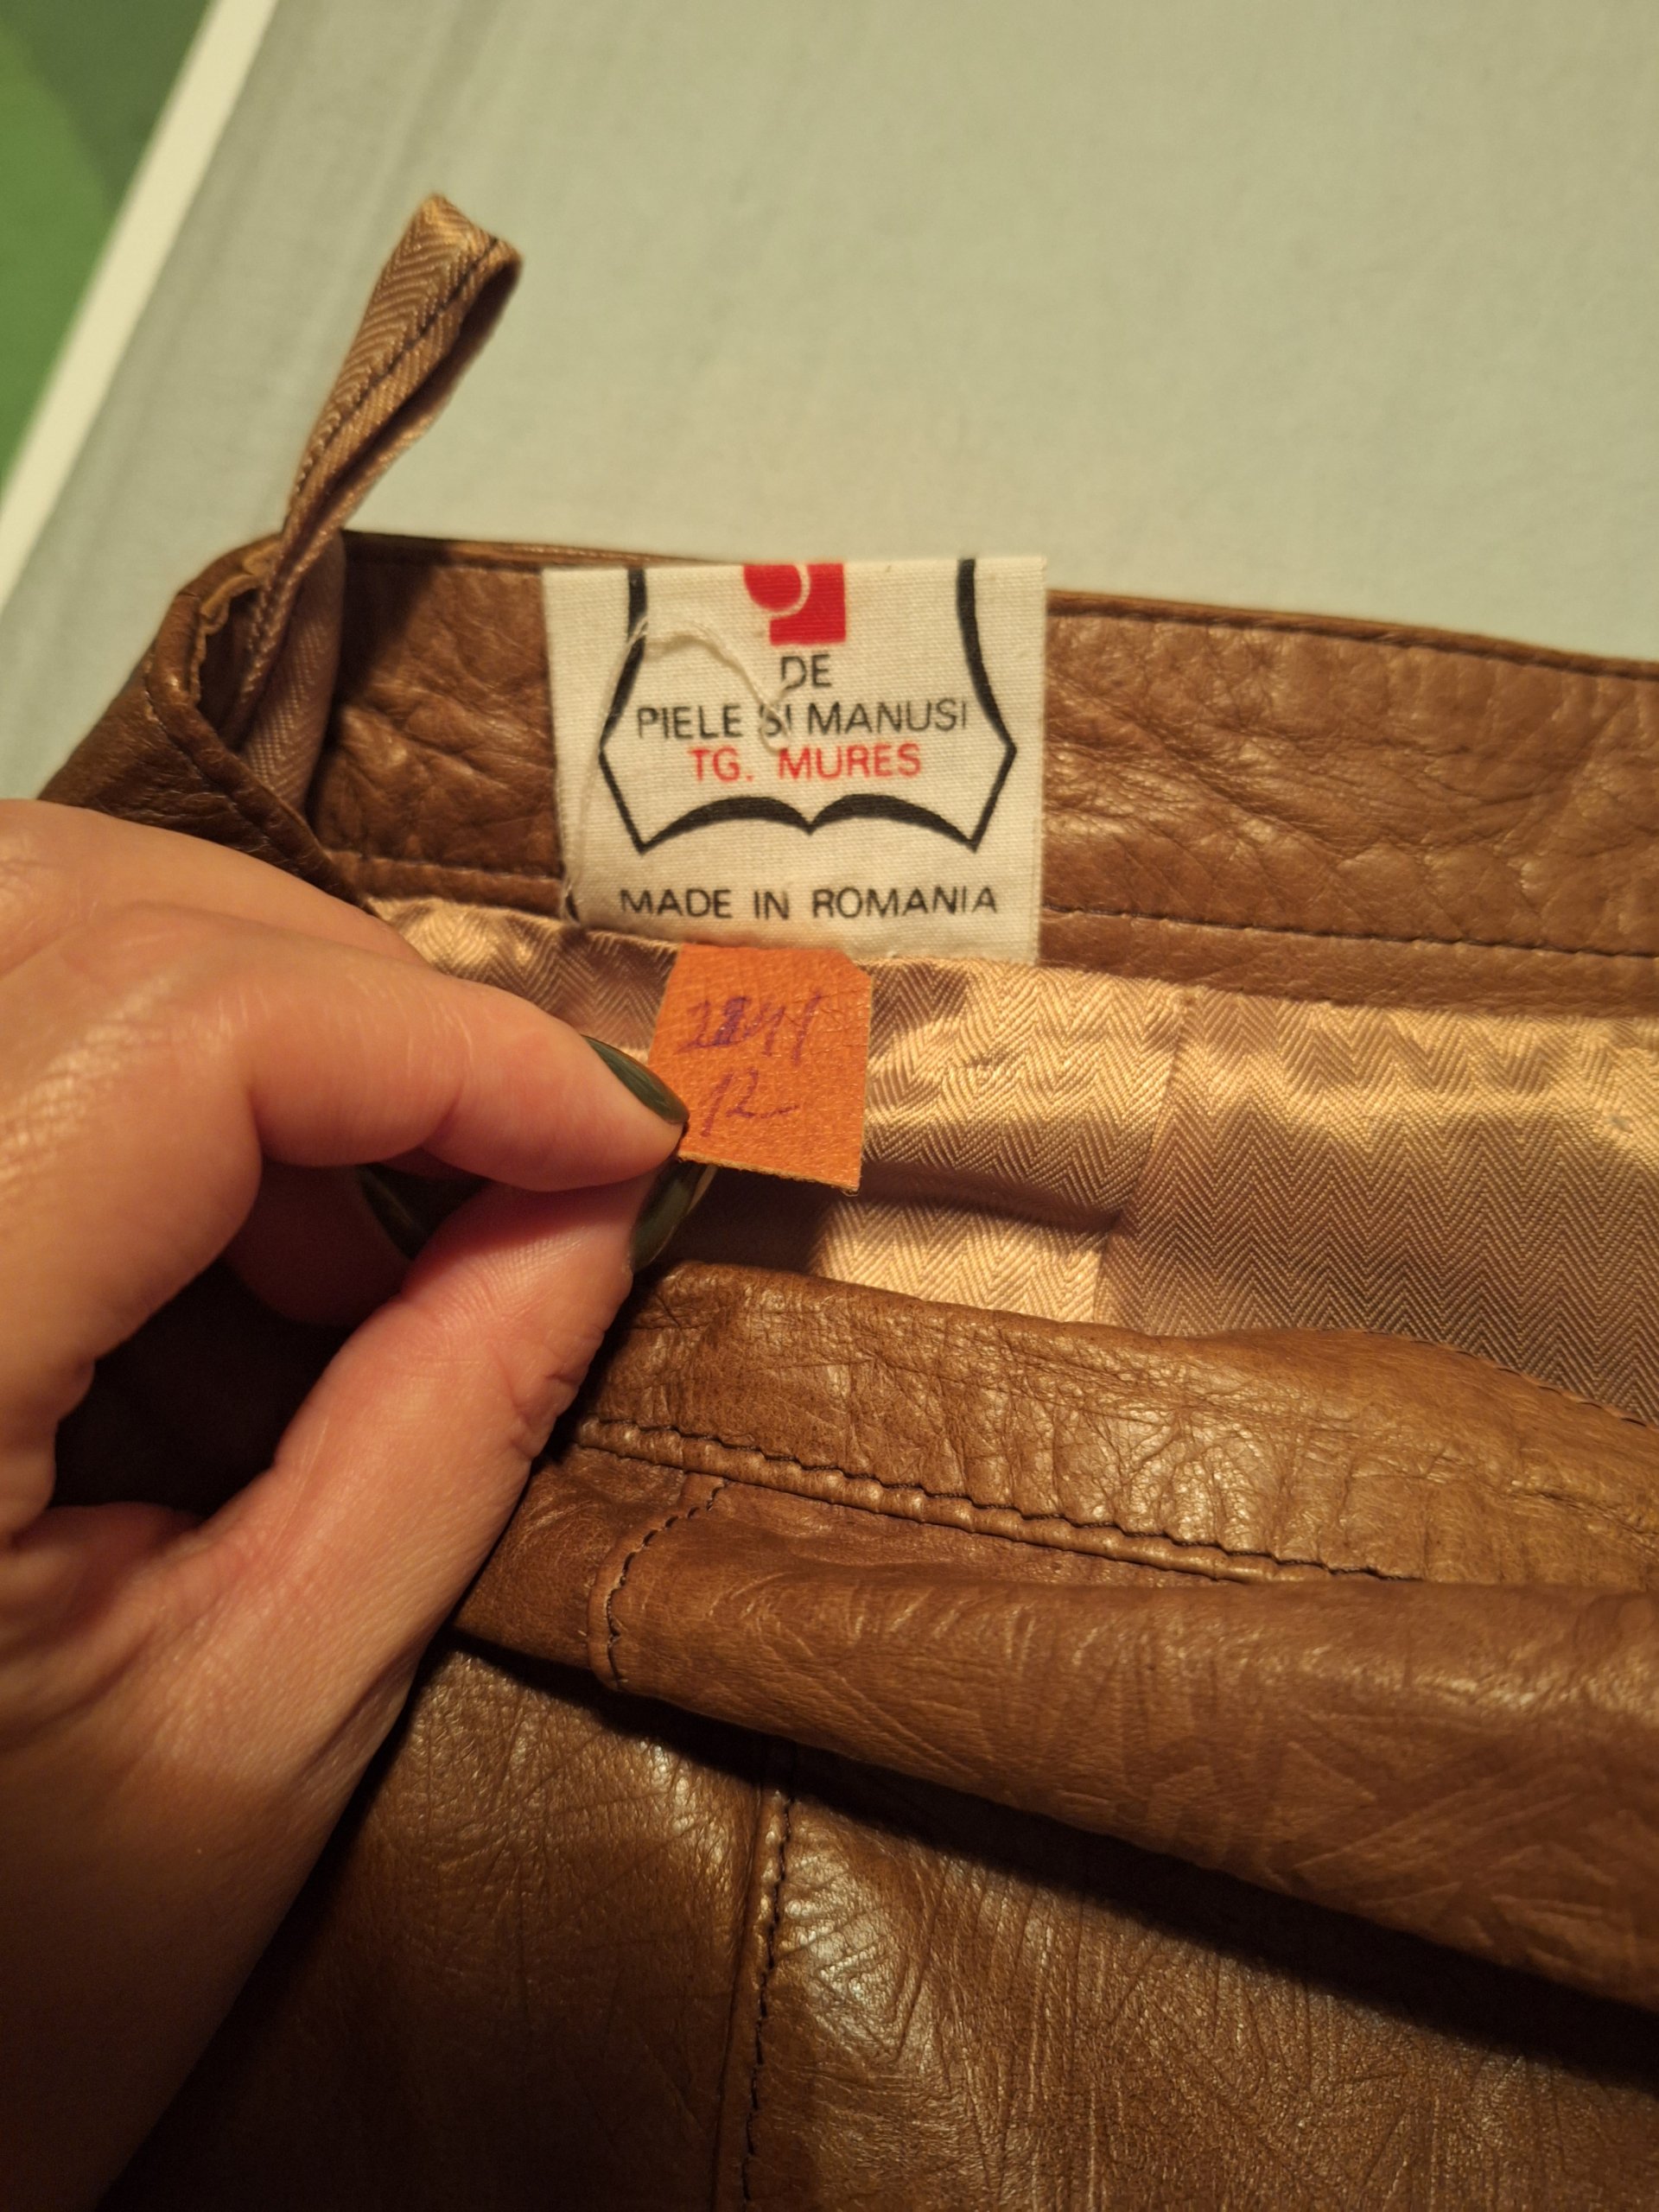 DE
PIELE SI MANUSI
TG. MURES
MADE IN ROMANIA
12